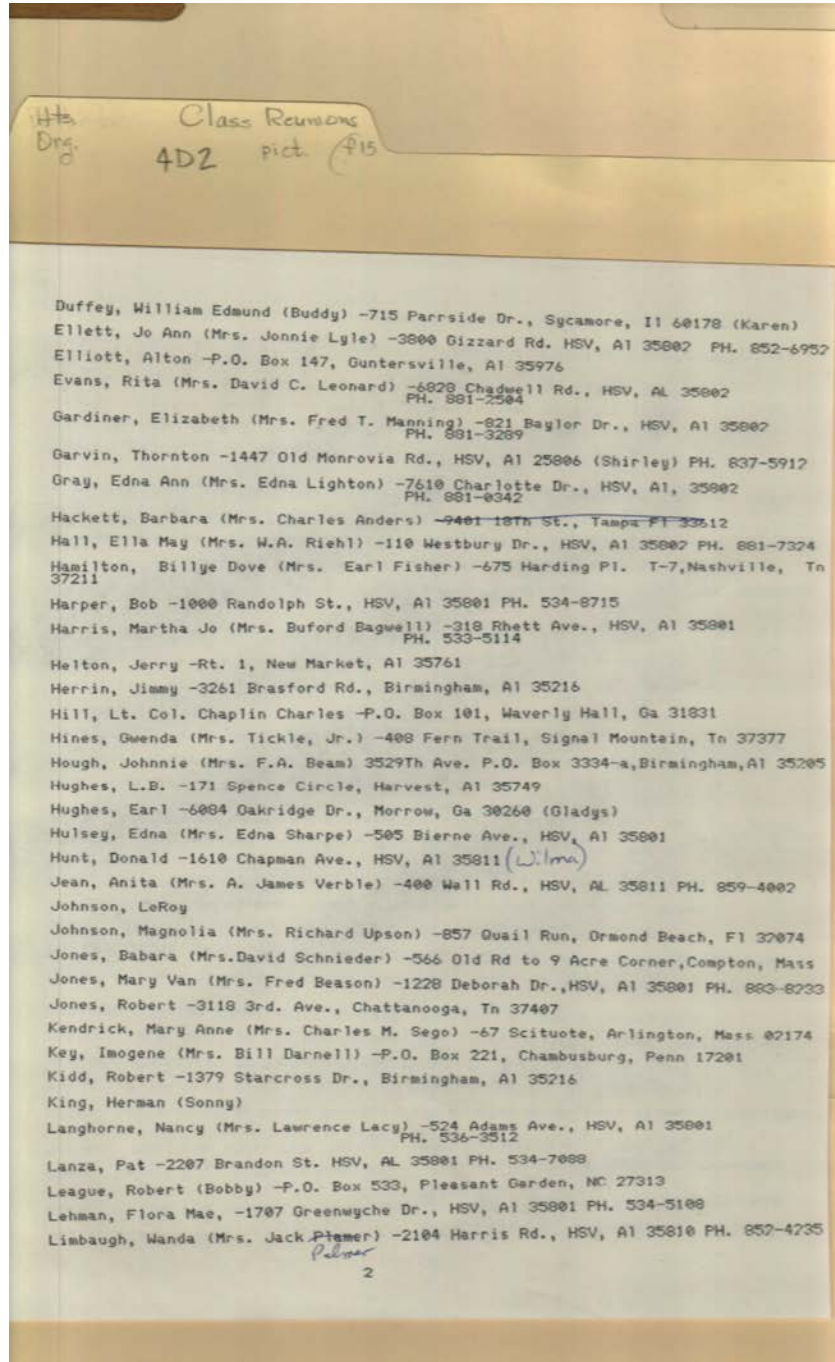 Hts. Class Reunions
Org. 4D2 pict. P15
Duffey, William Edmund (Buddy) -715 Parrside Dr., Sycamore, Il 60178 (Karen)
Ellett, Jo Ann (Mrs. Jonnie Lyle) -3800 Gizzard Rd. HSV, Al 35802 PH. 852-6952
Elliott, Alton -P.O. Box 147, Guntersville, Al 35976
Evans, Rita (Mrs. David C. Leonard) -6828 Chadwell Rd., HSV, AL 35802
PH. 881-2504
Gardiner, Elizabeth (Mrs. Fred T. Manning) -821 Baylor Dr., HSV, Al 35802
PH. 881-3289
Garvin, Thornton -1447 Old Monrovia Rd., HSV, Al 25806 (Shirley) PH. 837-5912
Gray, Edna Ann (Mrs. Edna Lighton) -7610 Charlotte Dr., HSV, Al, 35802
PH. 881-0342
Hackett, Barbara (Mrs. Charles Anders) -9401 18Th St., Tampa Fl 33612
Hall, Ella May (Mrs. W.A. Riehl) -110 Westbury Dr., HSV, Al 35802 PH. 881-7324
Hamilton, Billye Dove (Mrs. Earl Fisher) -675 Harding Pl. T-7,Nashville, Tn
37211
Harper, Bob -1000 Randolph St., HSV, Al 35801 PH. 534-8715
Harris, Martha Jo (Mrs. Buford Bagwell) -318 Rhett Ave., HSV, Al 35801
PH. 533-5114
Helton, Jerry -Rt. 1, New Market, Al 35761
Herrin, Jimmy -3261 Brasford Rd., Birmingham, Al 35216
Hill, Lt. Col. Chaplin Charles -P.O. Box 101, Waverly Hall, Ga 31831
Hines, Gwenda (Mrs. Tickle, Jr.) -408 Fern Trail, Signal Mountain, Tn 37377
Hough, Johnnie (Mrs. F.A. Beam) 3529Th Ave. P.O. Box 3334-a,Birmingham,Al 35205
Hughes, L.B. -171 Spence Circle, Harvest, Al 35749
Hughes, Earl -6084 Oakridge Dr., Morrow, Ga 30260 (Gladys)
Hulsey, Edna (Mrs. Edna Sharpe) -505 Bierne Ave., HSV, Al 35801
Hunt, Donald -1610 Chapman Ave., HSV, Al 35811 (Wilma)
Jean, Anita (Mrs. A. James Verble) -400 Wall Rd., HSV, AL 35811 PH. 859-4002
Johnson, LeRoy
Johnson, Magnolia (Mrs. Richard Upson) -857 Quail Run, Ormond Beach, Fl 32074
Jones, Babara (Mrs.David Schnieder) -566 Old Rd to 9 Acre Corner,Compton, Mass
Jones, Mary Van (Mrs. Fred Beason) -1228 Deborah Dr.,HSV, Al 35801 PH. 883-8233
Jones, Robert -3118 3rd. Ave., Chattanooga, Tn 37407
Kendrick, Mary Anne (Mrs. Charles M. Sego) -67 Scituote, Arlington, Mass 02174
Key, Imogene (Mrs. Bill Darnell) -P.O. Box 221, Chambusburg, Penn 17201
Kidd, Robert -1379 Starcross Dr., Birmingham, Al 35216
King, Herman (Sonny)
Langhorne, Nancy (Mrs. Lawrence Lacy) -524 Adams Ave., HSV, Al 35801
PH. 536-3512
Lanza, Pat -2207 Brandon St. HSV, AL 35801 PH. 534-7088
League, Robert (Bobby) -P.O. Box 533, Pleasant Garden, NC 27313
Lehman, Flora Mae, -1707 Greenwyche Dr., HSV, Al 35801 PH. 534-5108
Limbaugh, Wanda (Mrs. Jack Plamer) -2104 Harris Rd., HSV, Al 35810 PH. 852-4235
Palmer
2